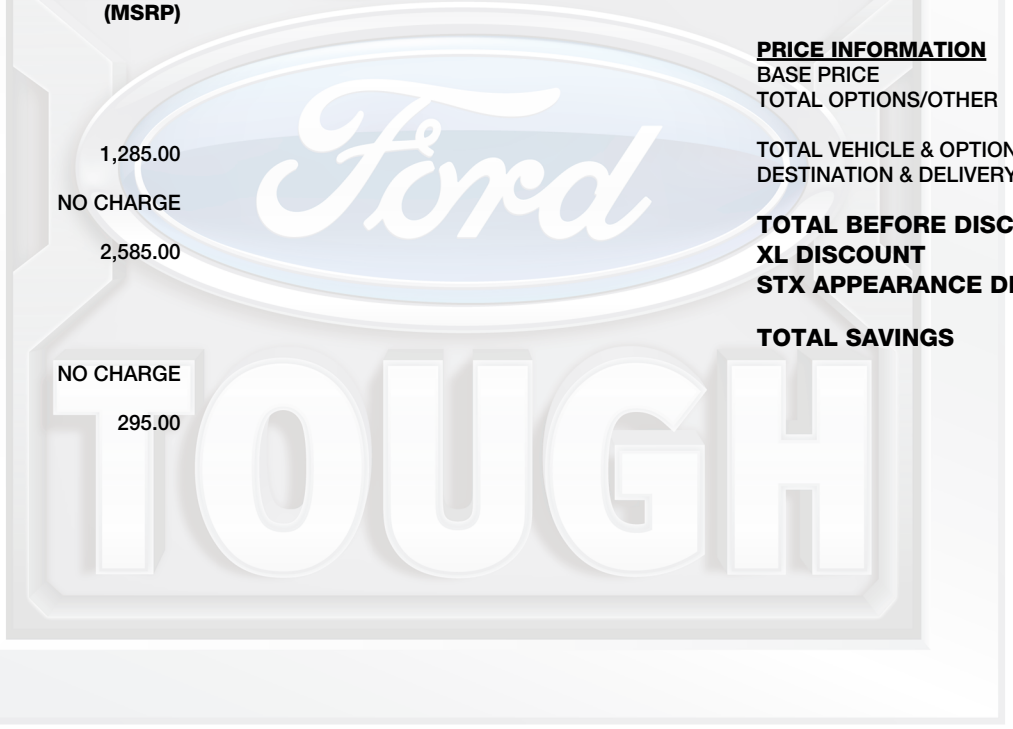 (MSRP)
1,285.00
NO CHARGE
2,585.00
NO CHARGE
295.00
PRICE INFORMATION
BASE PRICE
TOTAL OPTIONS/OTHER
TOTAL VEHICLE & OPTION
DESTINATION & DELIVERY
TOTAL BEFORE DISC
XL DISCOUNT
STX APPEARANCE DI
TOTAL SAVINGS
Ford
TOUGH